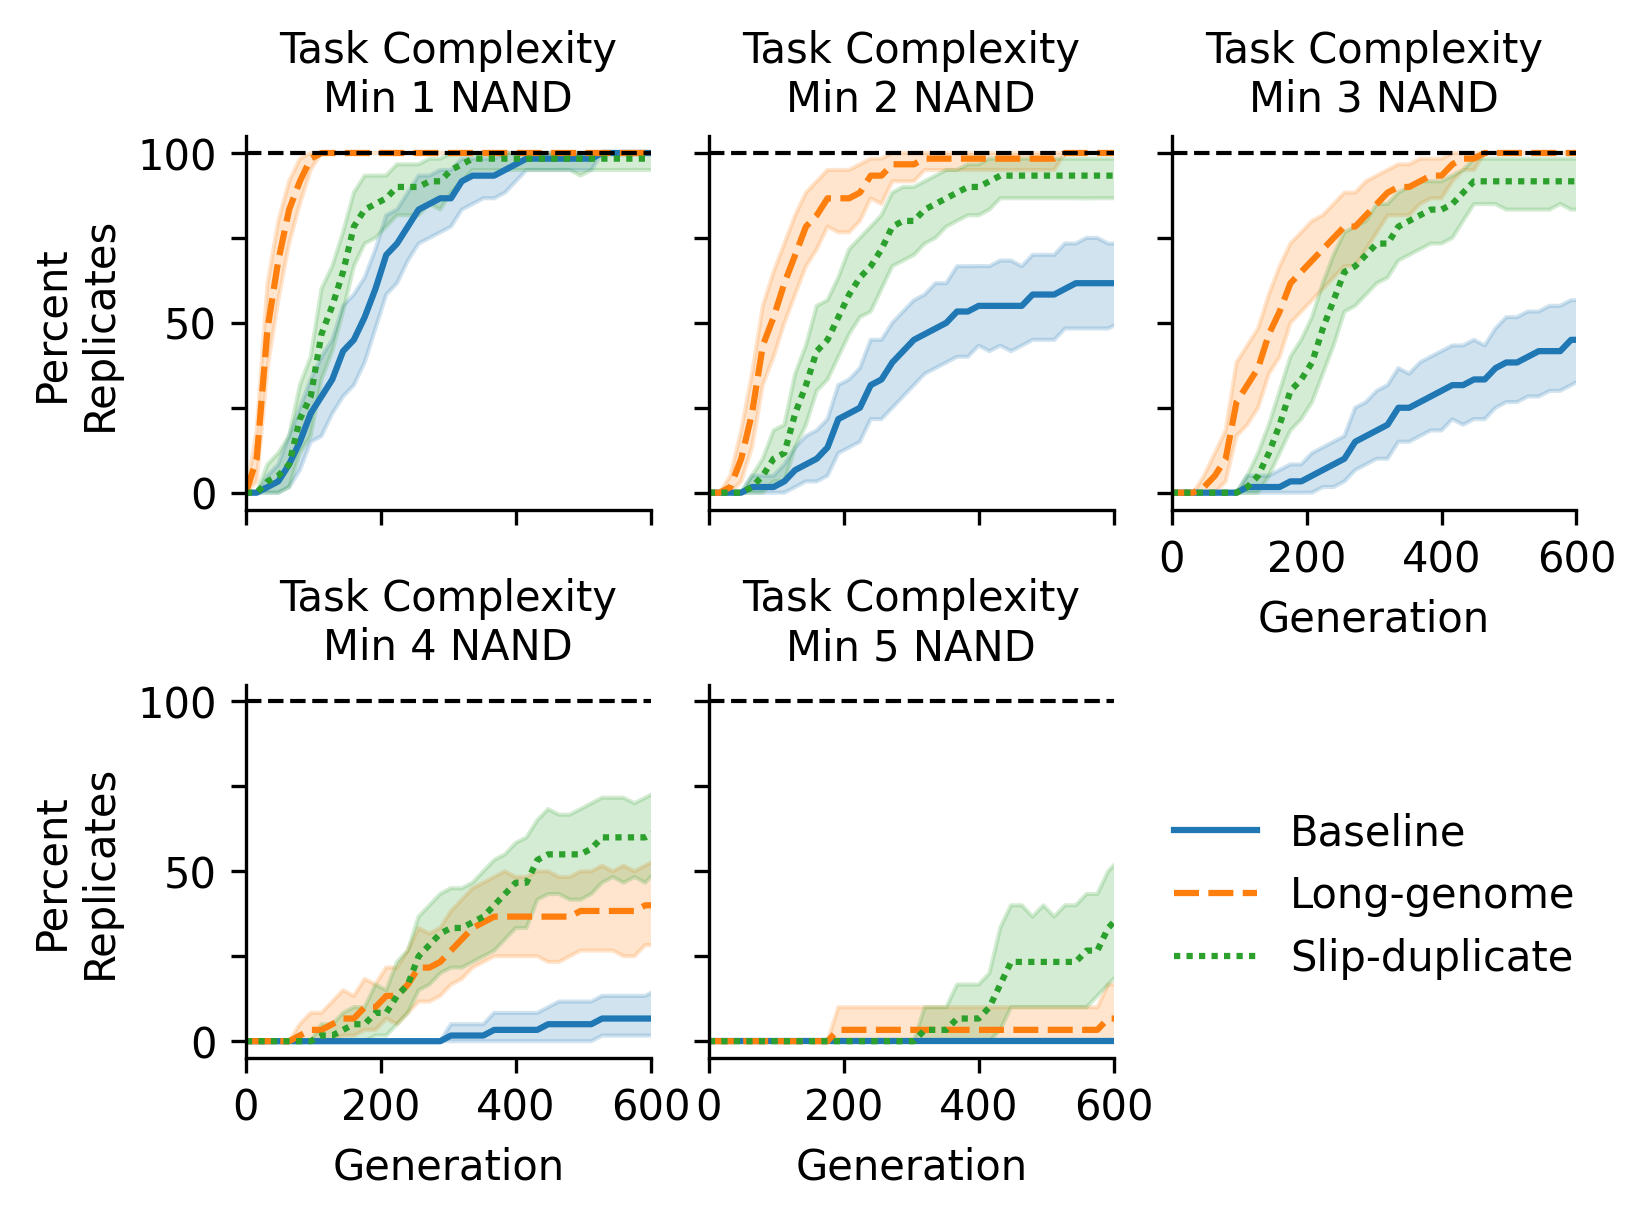 Task Complexity
Min 1 NAND
Task Complexity
Min 2 NAND
Task Complexity
Min 3 NAND
Percent
Replicates
100
50
0
0 200 400 600
Generation
Task Complexity
Min 4 NAND
Task Complexity
Min 5 NAND
Percent
Replicates
100
50
0
0 200 400 600
Generation
0 200 400 600
Generation
Baseline
Long-genome
Slip-duplicate